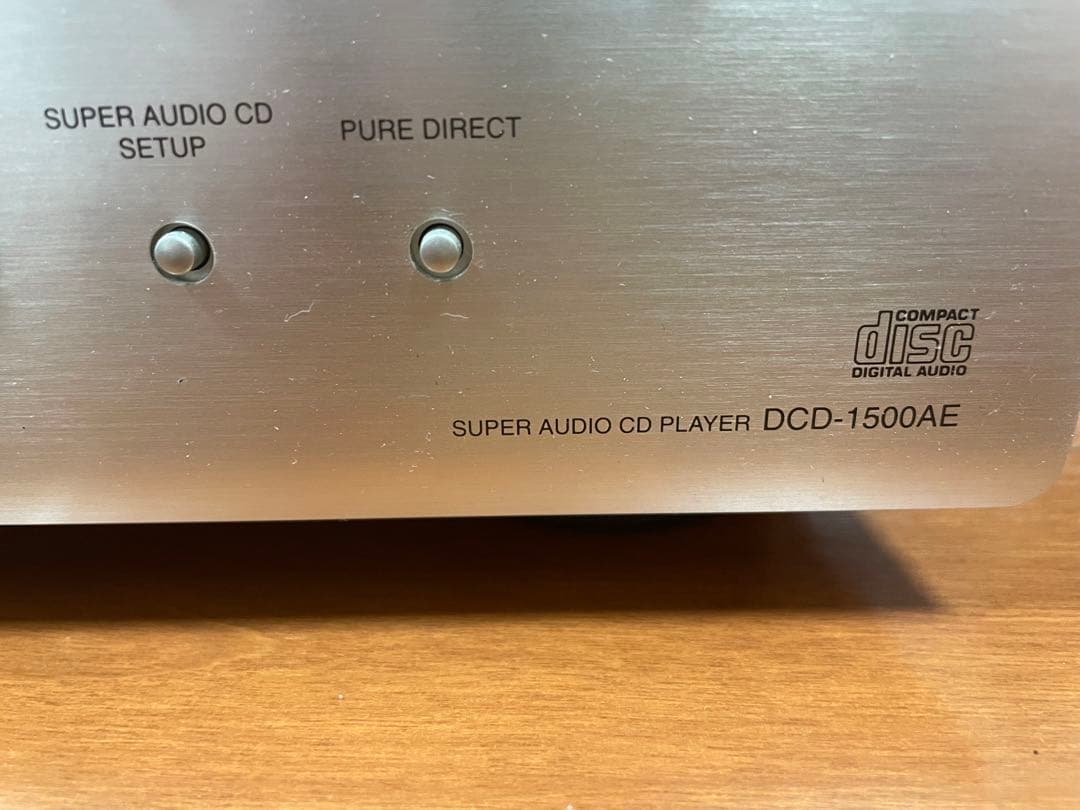 SUPER AUDIO CD
SETUP
PURE DIRECT
COMPACT
disc
DIGITAL AUDIO
SUPER AUDIO CD PLAYER DCD-1500AE